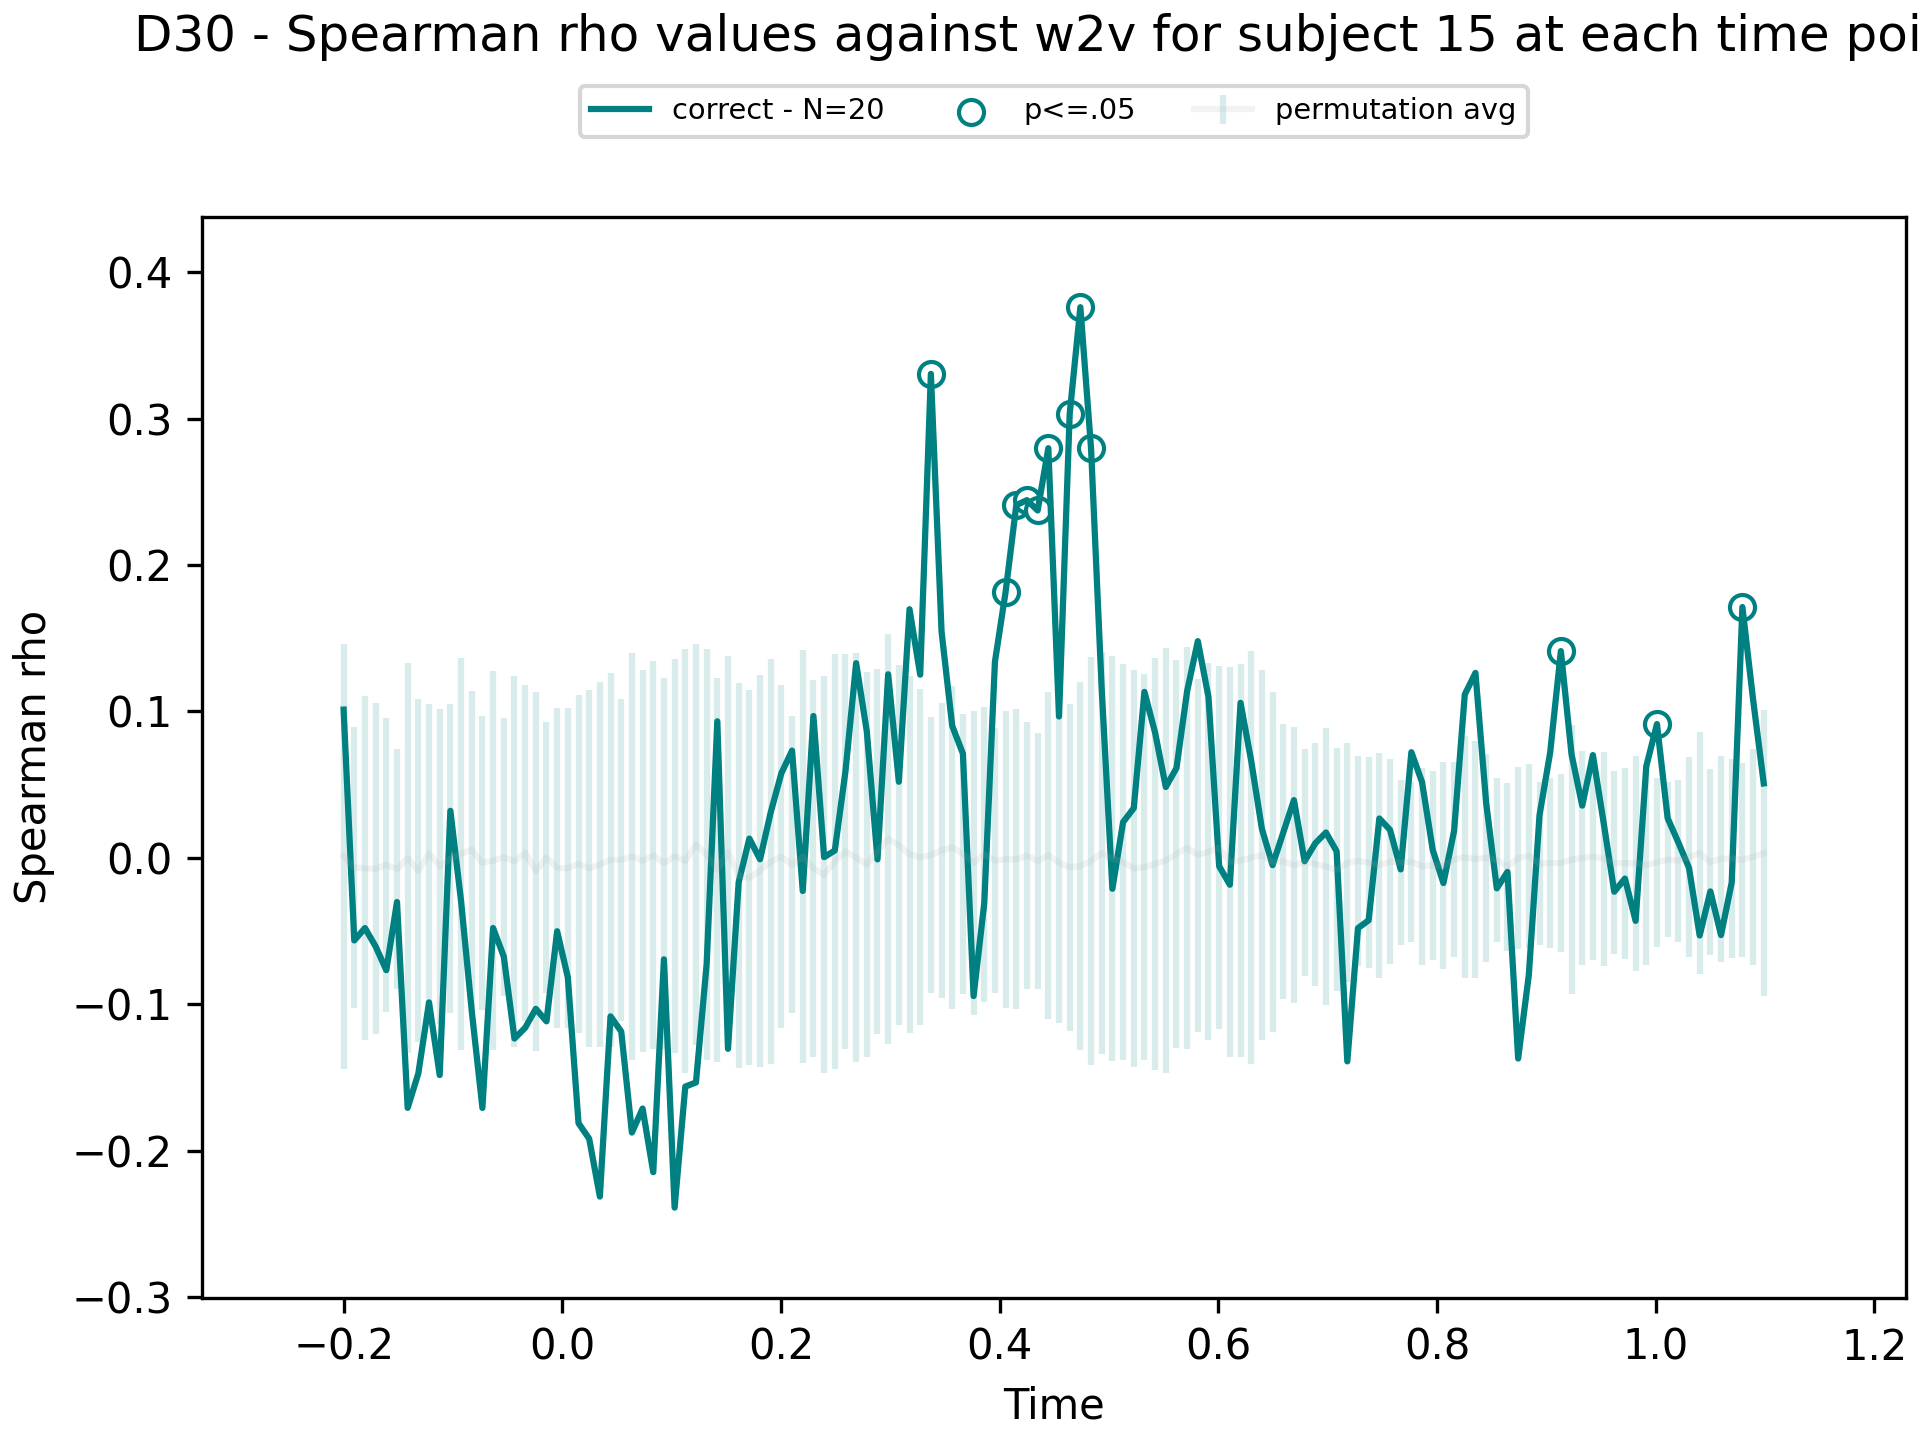 D30 - Spearman rho values against w2v for subject 15 at each time poi
correct - N=20 p<=.05 permutation avg
Spearman rho
0.4
0.3
0.2
0.1
0.0
−0.1
−0.2
−0.3
−0.2 0.0 0.2 0.4 0.6 0.8 1.0 1.2
Time